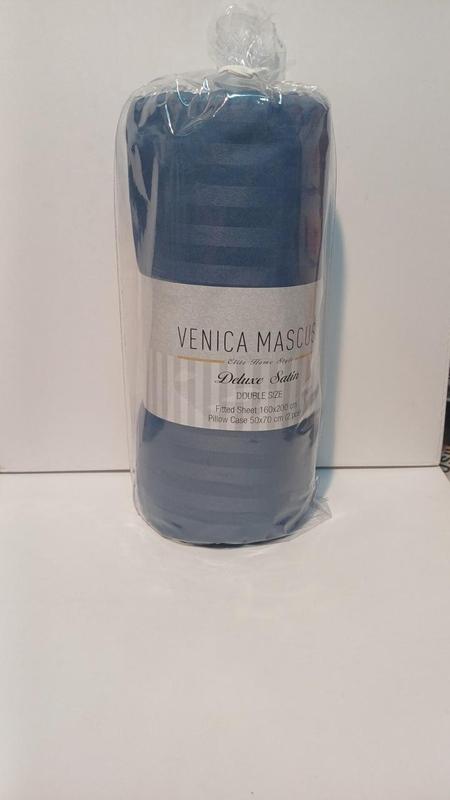 VENICA MASCUS
Elite Home Style
Deluxe Satin
DOUBLE SIZE
Fitted Sheet 160x200 cm
Pillow Case 50x70 cm (2 pcs